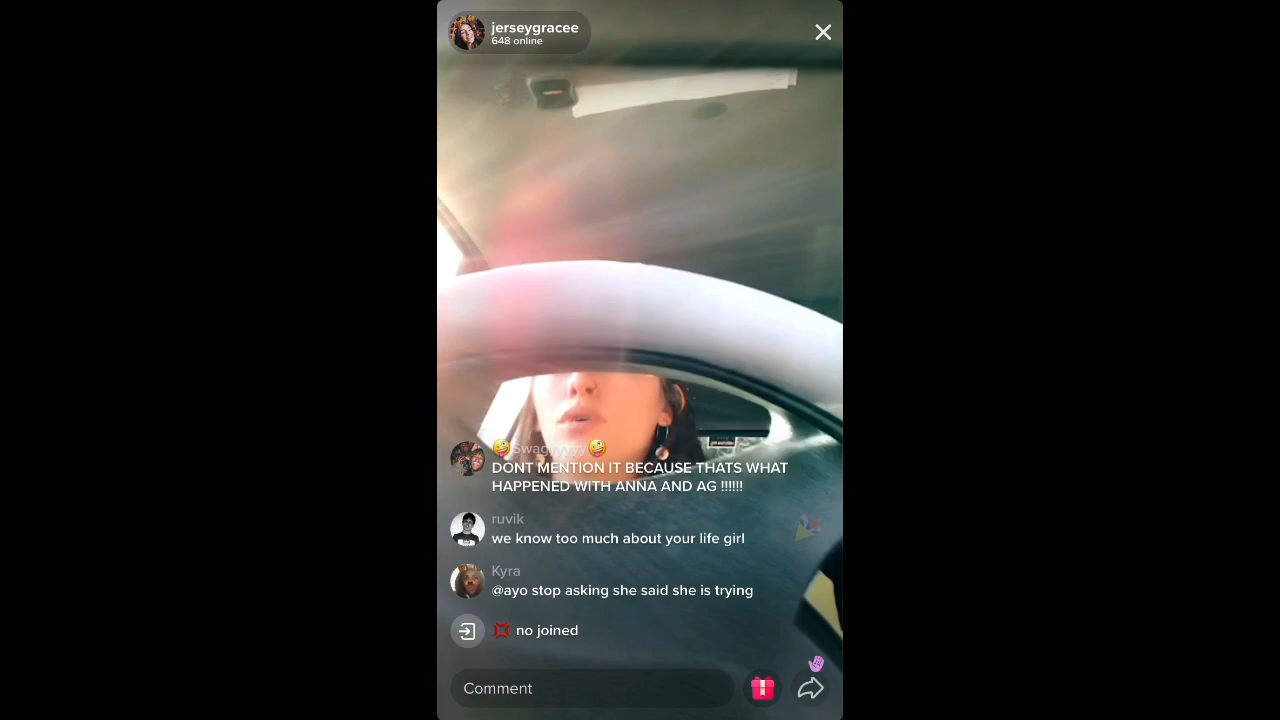 jerseygracee
648 online
🤪Swagyyyyy🤪
DONT MENTION IT BECAUSE THATS WHAT
HAPPENED WITH ANNA AND AG !!!!!!
ruvik
we know too much about your life girl
Kyra
@ayo stop asking she said she is trying
💢 no joined
Comment